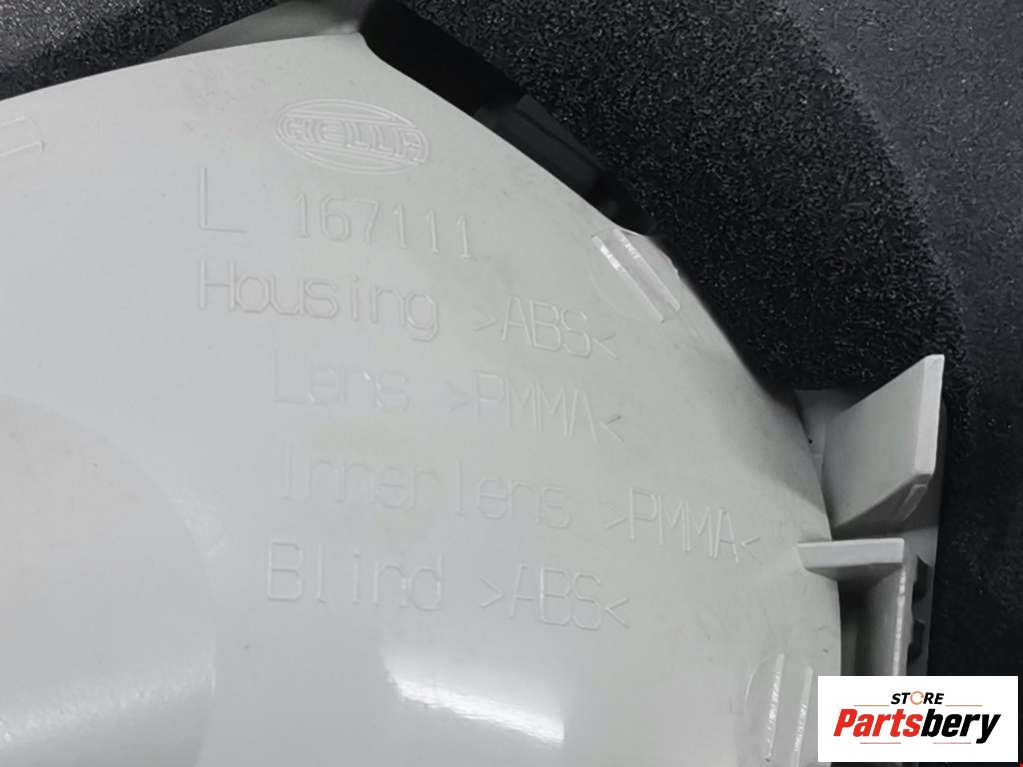 HELLA
L 167111
Housing >ABS<
Lens >PMMA<
Innerlens >PMMA<
Blind >ABS<
STORE
Partsbery